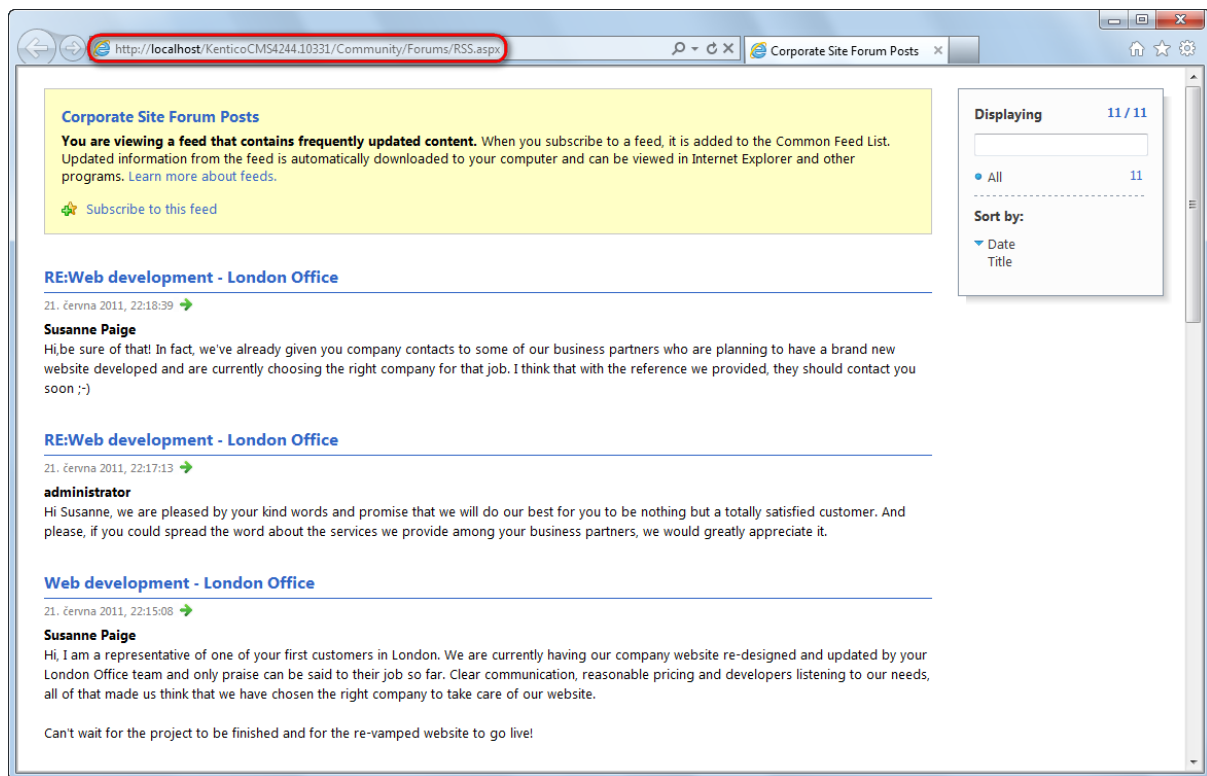 http://localhost/KenticoCMS4244.10331/Community/Forums/RSS.aspx
Corporate Site Forum Posts
Corporate Site Forum Posts
You are viewing a feed that contains frequently updated content. When you subscribe to a feed, it is added to the Common Feed List.
Updated information from the feed is automatically downloaded to your computer and can be viewed in Internet Explorer and other
programs. Learn more about feeds.
Subscribe to this feed
Displaying 11 / 11
All 11
Sort by:
Date
Title
RE:Web development - London Office
21. června 2011, 22:18:39
Susanne Paige
Hi,be sure of that! In fact, we've already given you company contacts to some of our business partners who are planning to have a brand new
website developed and are currently choosing the right company for that job. I think that with the reference we provided, they should contact you
soon ;-)
RE:Web development - London Office
21. června 2011, 22:17:13
administrator
Hi Susanne, we are pleased by your kind words and promise that we will do our best for you to be nothing but a totally satisfied customer. And
please, if you could spread the word about the services we provide among your business partners, we would greatly appreciate it.
Web development - London Office
21. června 2011, 22:15:08
Susanne Paige
Hi, I am a representative of one of your first customers in London. We are currently having our company website re-designed and updated by your
London Office team and only praise can be said to their job so far. Clear communication, reasonable pricing and developers listening to our needs,
all of that made us think that we have chosen the right company to take care of our website.
Can't wait for the project to be finished and for the re-vamped website to go live!